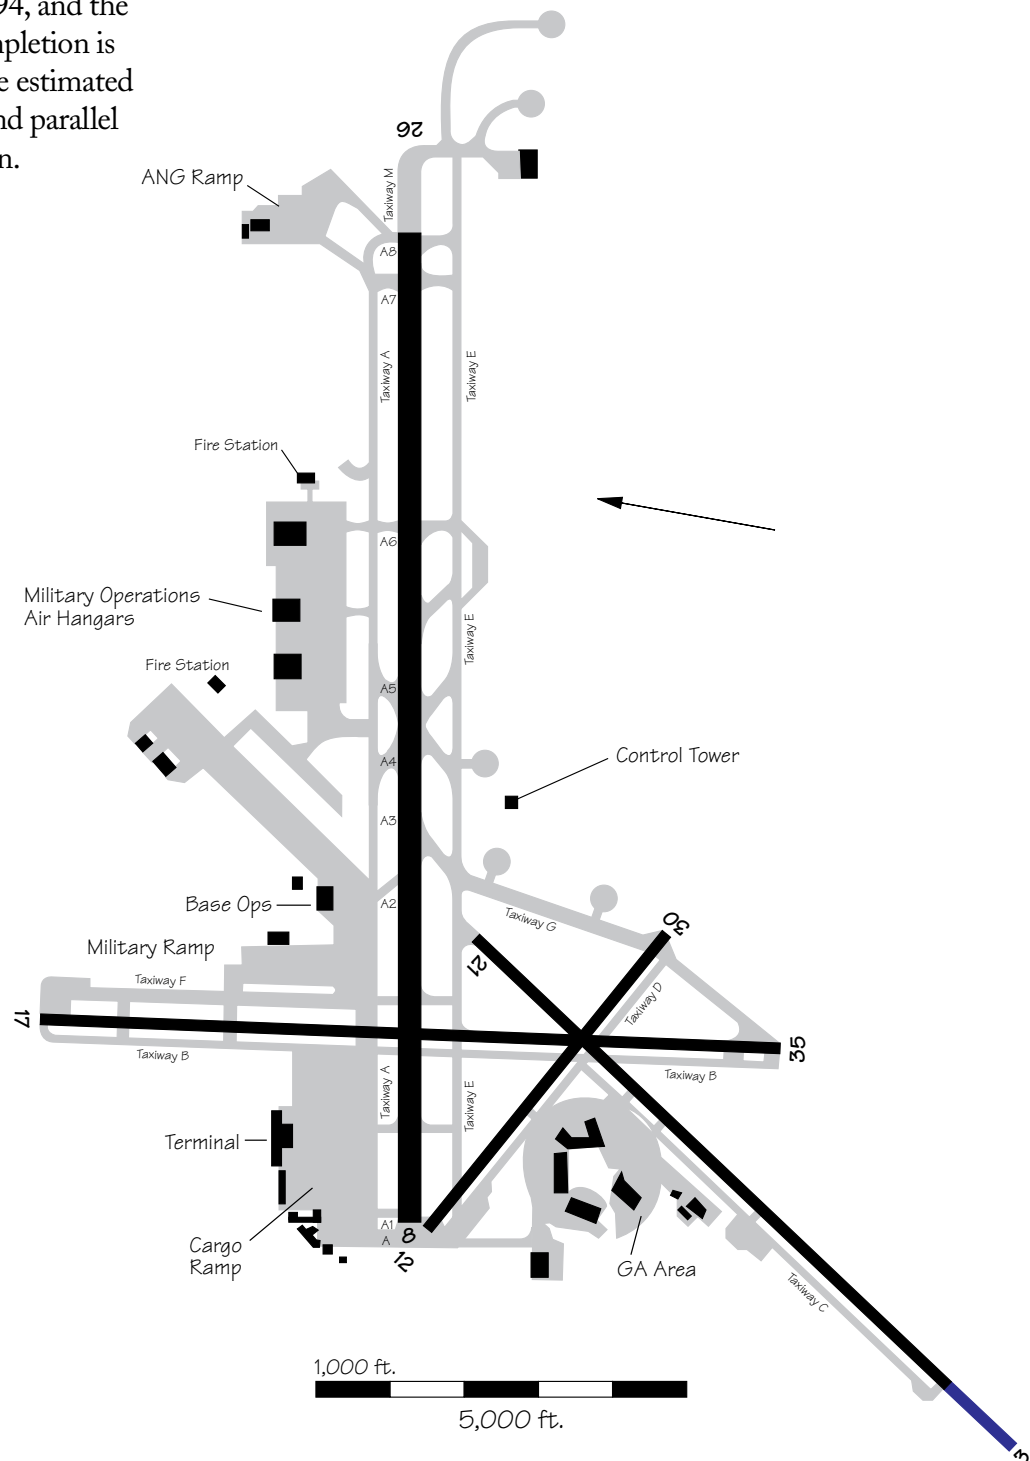 94, and the
mpletion is
e estimated
nd parallel
n.
26
ANG Ramp
Taxiway M
A8
A7
Taxiway A
Taxiway E
Fire Station
A6
Military Operations
Air Hangars
Taxiway E
Fire Station
A5
Control Tower
A4
A3
Base Ops
A2
Taxiway G
30
Military Ramp
21
Taxiway F
Taxiway D
17
35
Taxiway B
Taxiway B
Taxiway A
Taxiway E
Terminal
A1
8
A
12
Cargo
Ramp
GA Area
Taxiway C
1,000 ft.
5,000 ft.
3